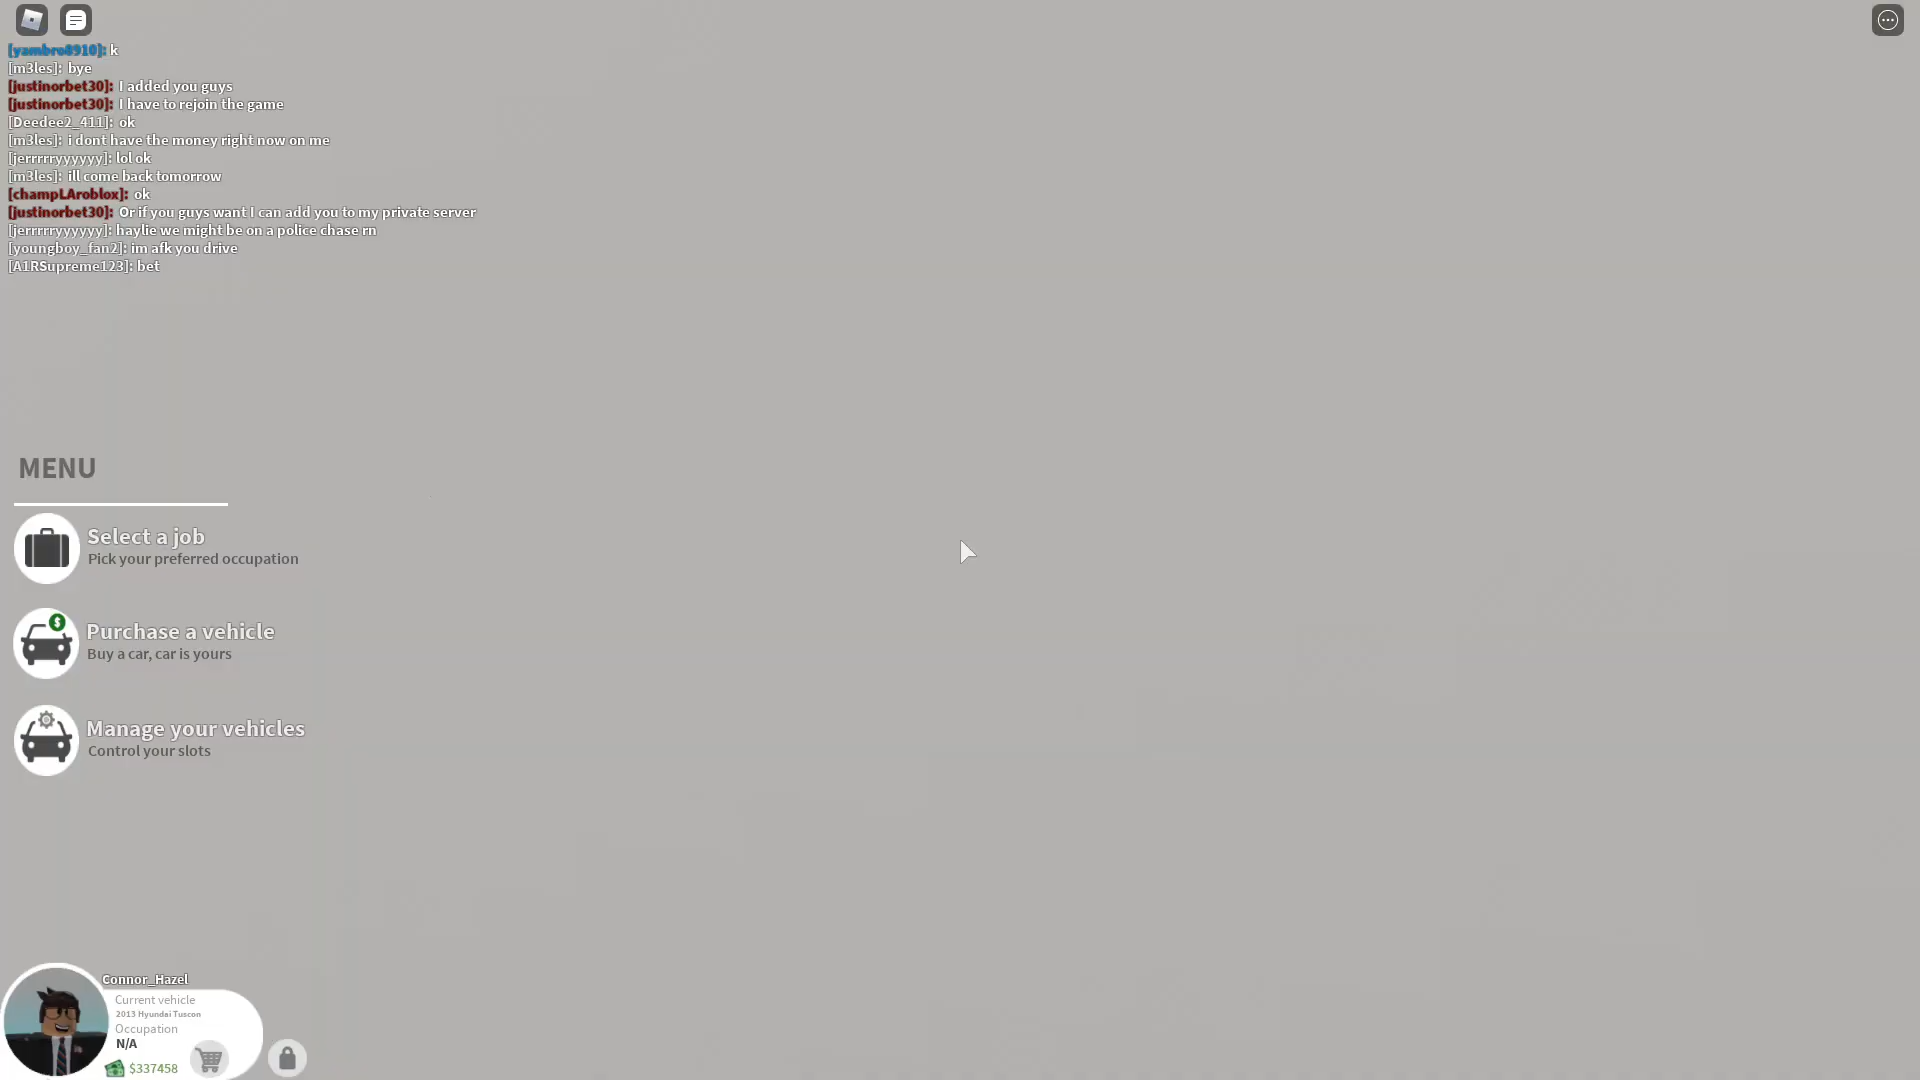 [yambro8910]: k
[m3les]: bye
[justinorbet30]: I added you guys
[justinorbet30]: I have to rejoin the game
[Deedee2_411]: ok
[m3les]: i dont have the money right now on me
[jerrrrryyyyyy]: lol ok
[m3les]: ill come back tomorrow
[champLAroblox]: ok
[justinorbet30]: Or if you guys want I can add you to my private server
[jerrrrryyyyyy]: haylie we might be on a police chase rn
[youngboy_fan2]: im afk you drive
[A1RSupreme123]: bet
MENU
Select a job
Pick your preferred occupation
$
Purchase a vehicle
Buy a car, car is yours
Manage your vehicles
Control your slots
Connor_Hazel
Current vehicle
2013 Hyundai Tuscon
Occupation
N/A
$337458